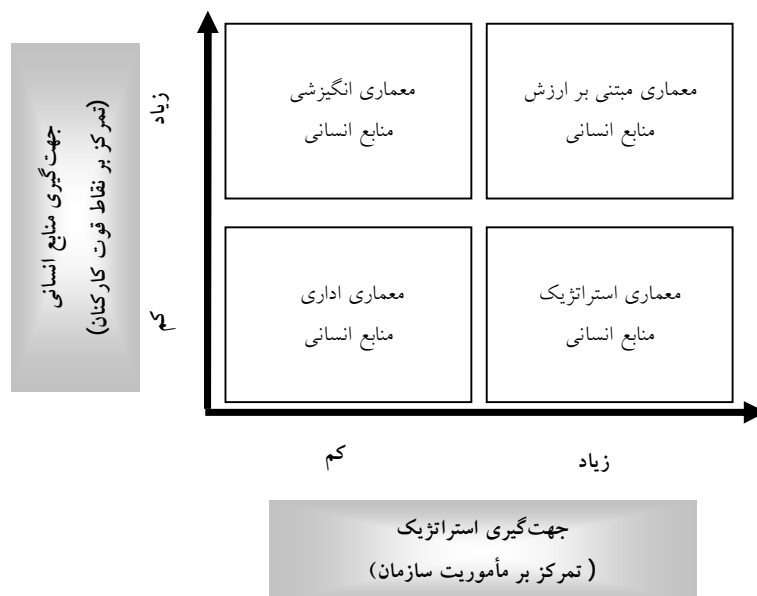 معماری انگیزشی
منابع انسانی
معماری مبتنی بر ارزش
منابع انسانی
معماری اداری
منابع انسانی
معماری استراتژیک
منابع انسانی
جهت‌گیری منابع انسانی
(تمرکز بر نقاط قوت کارکنان)
زیاد
کم
کم
زیاد
جهت‌گیری استراتژیک
( تمرکز بر مأموریت سازمان)